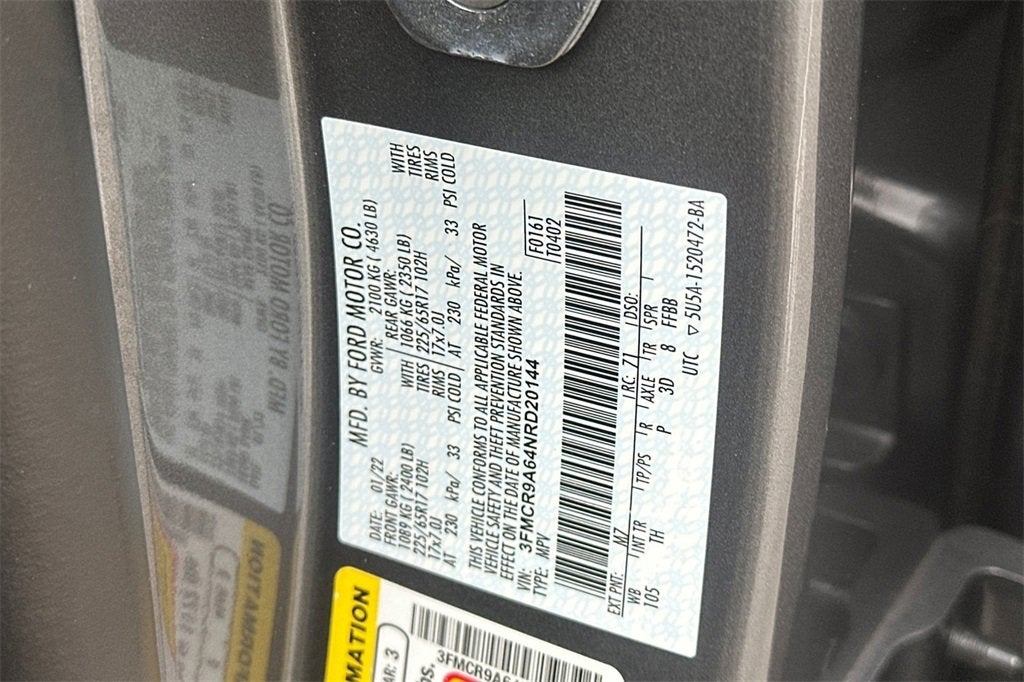 MFD. BY FORD MOTOR CO.
DATE: 01/22 GVWR: 2100 KG ( 4630 LB)
FRONT GAWR: REAR GAWR:
1089 KG ( 2400 LB) WITH 1066 KG ( 2350 LB) WITH
225/65R17 102H TIRES 225/65R17 102H TIRES
17x7.0J RIMS 17x7.0J RIMS
AT 230 kPa/ 33 PSI COLD AT 230 kPa/ 33 PSI COLD
THIS VEHICLE CONFORMS TO ALL APPLICABLE FEDERAL MOTOR
VEHICLE SAFETY AND THEFT PREVENTION STANDARDS IN
EFFECT ON THE DATE OF MANUFACTURE SHOWN ABOVE.
VIN: 3FMCR9A64NRD20144 F0161
TYPE: MPV T0402
EXT PNT: M7 RC: 71 DSO:
WB INT TR TP/PS R AXLE TR SPR
105 TH P 3D 8 FFBB
UTC ▽ 5U5A-1520472-BA
MATION
AR: 3
3FMCR9A64